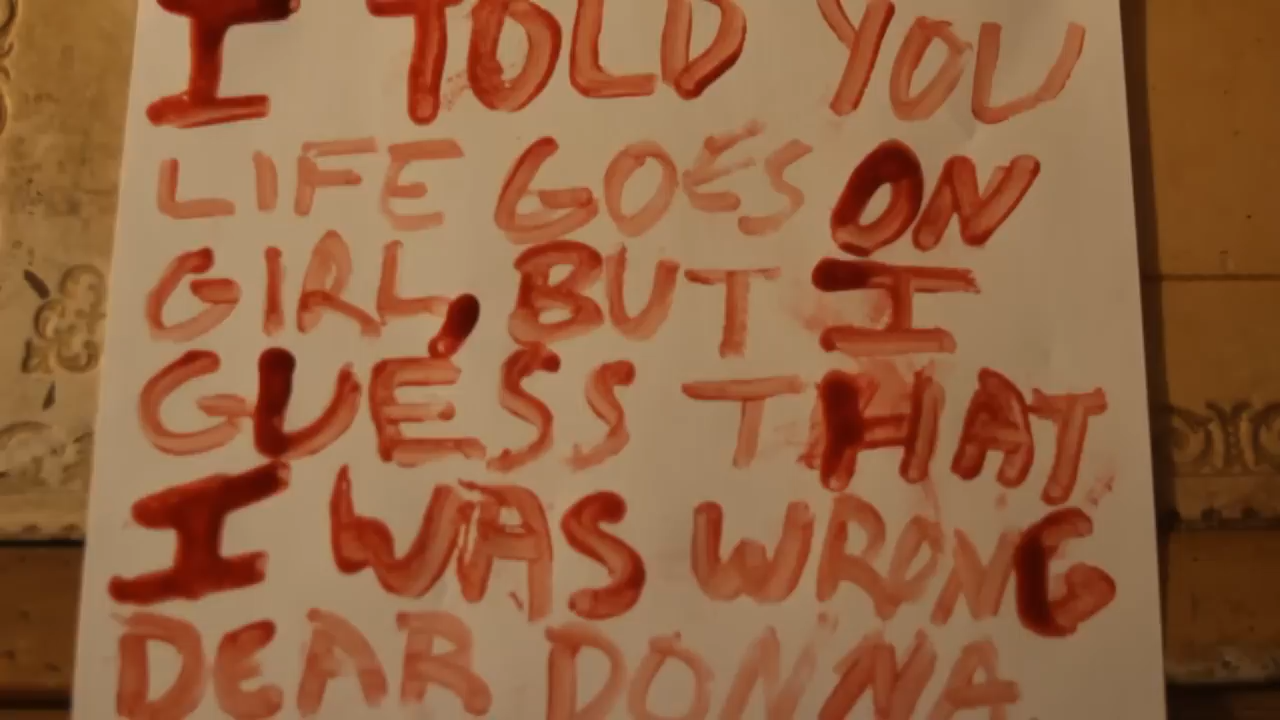 I TOLD YOU
LIFE GOES ON
GIRL, BUT I
GUESS THAT
I WAS WRONG
DEAR DONNA